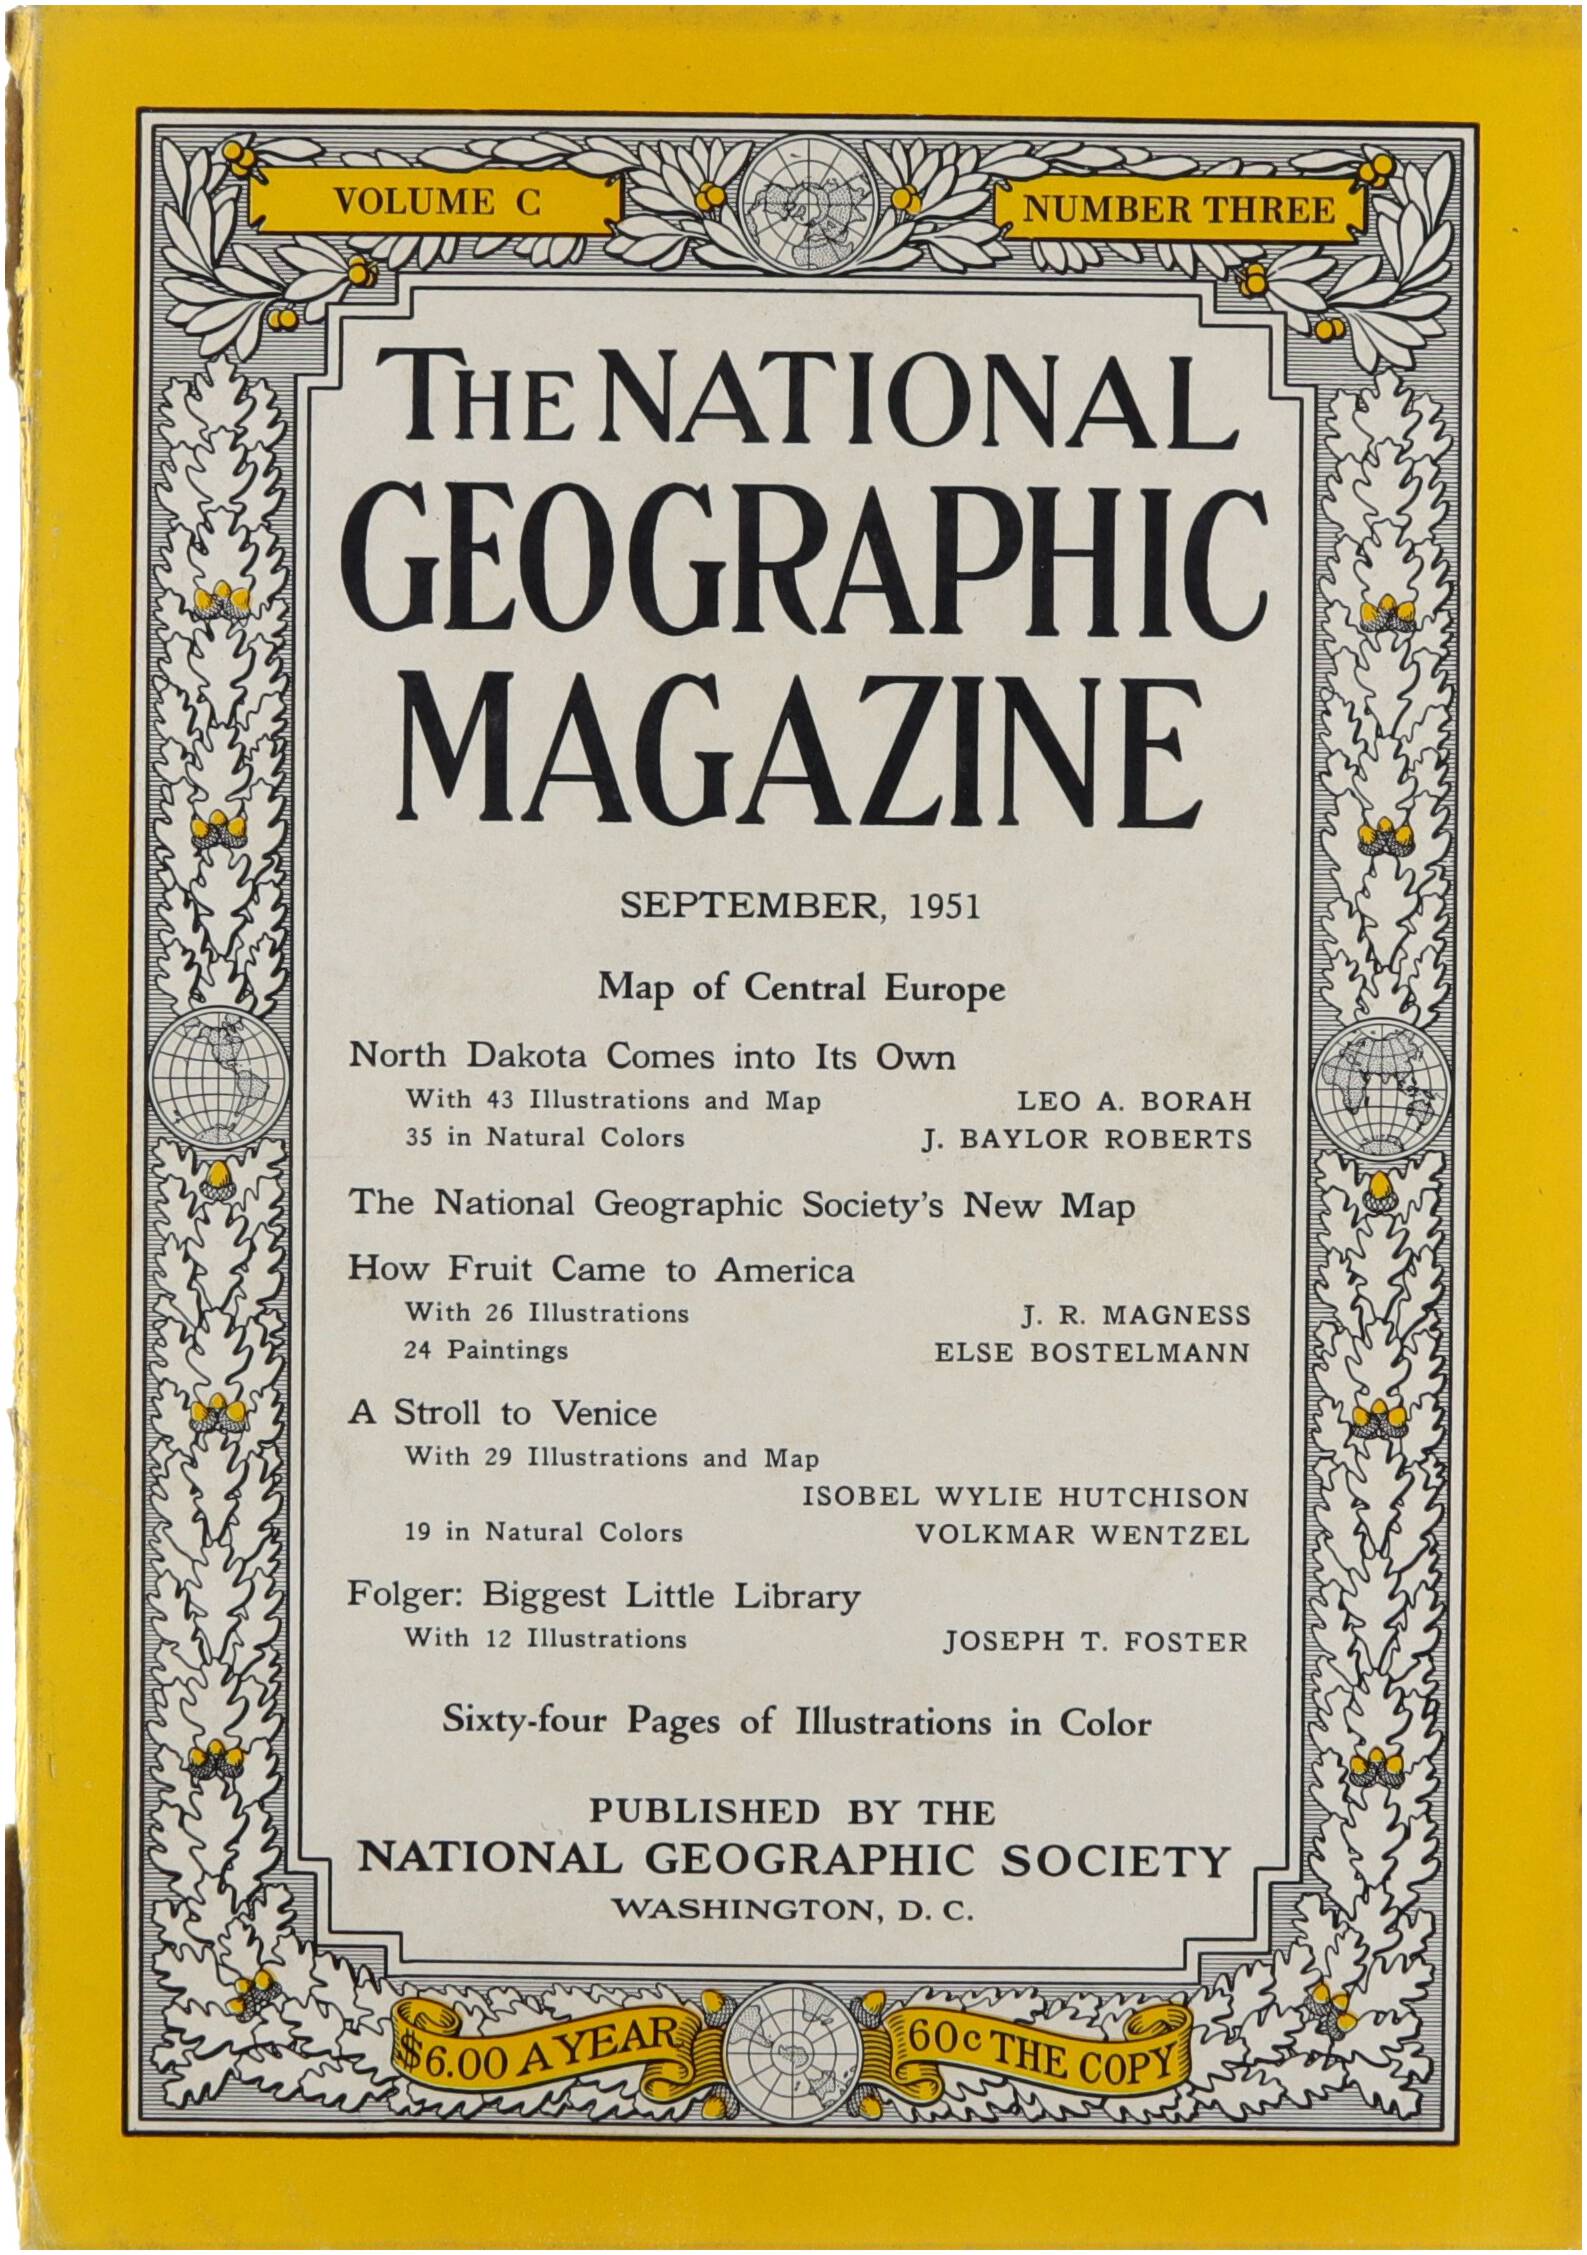 VOLUME C
NUMBER THREE
THE NATIONAL
GEOGRAPHIC
MAGAZINE
SEPTEMBER, 1951
Map of Central Europe
North Dakota Comes into Its Own
With 43 Illustrations and Map LEO A. BORAH
35 in Natural Colors J. BAYLOR ROBERTS
The National Geographic Society's New Map
How Fruit Came to America
With 26 Illustrations J. R. MAGNESS
24 Paintings ELSE BOSTELMANN
A Stroll to Venice
With 29 Illustrations and Map
ISOBEL WYLIE HUTCHISON
19 in Natural Colors VOLKMAR WENTZEL
Folger: Biggest Little Library
With 12 Illustrations JOSEPH T. FOSTER
Sixty-four Pages of Illustrations in Color
PUBLISHED BY THE
NATIONAL GEOGRAPHIC SOCIETY
WASHINGTON, D. C.
$6.00 A YEAR
60c THE COPY